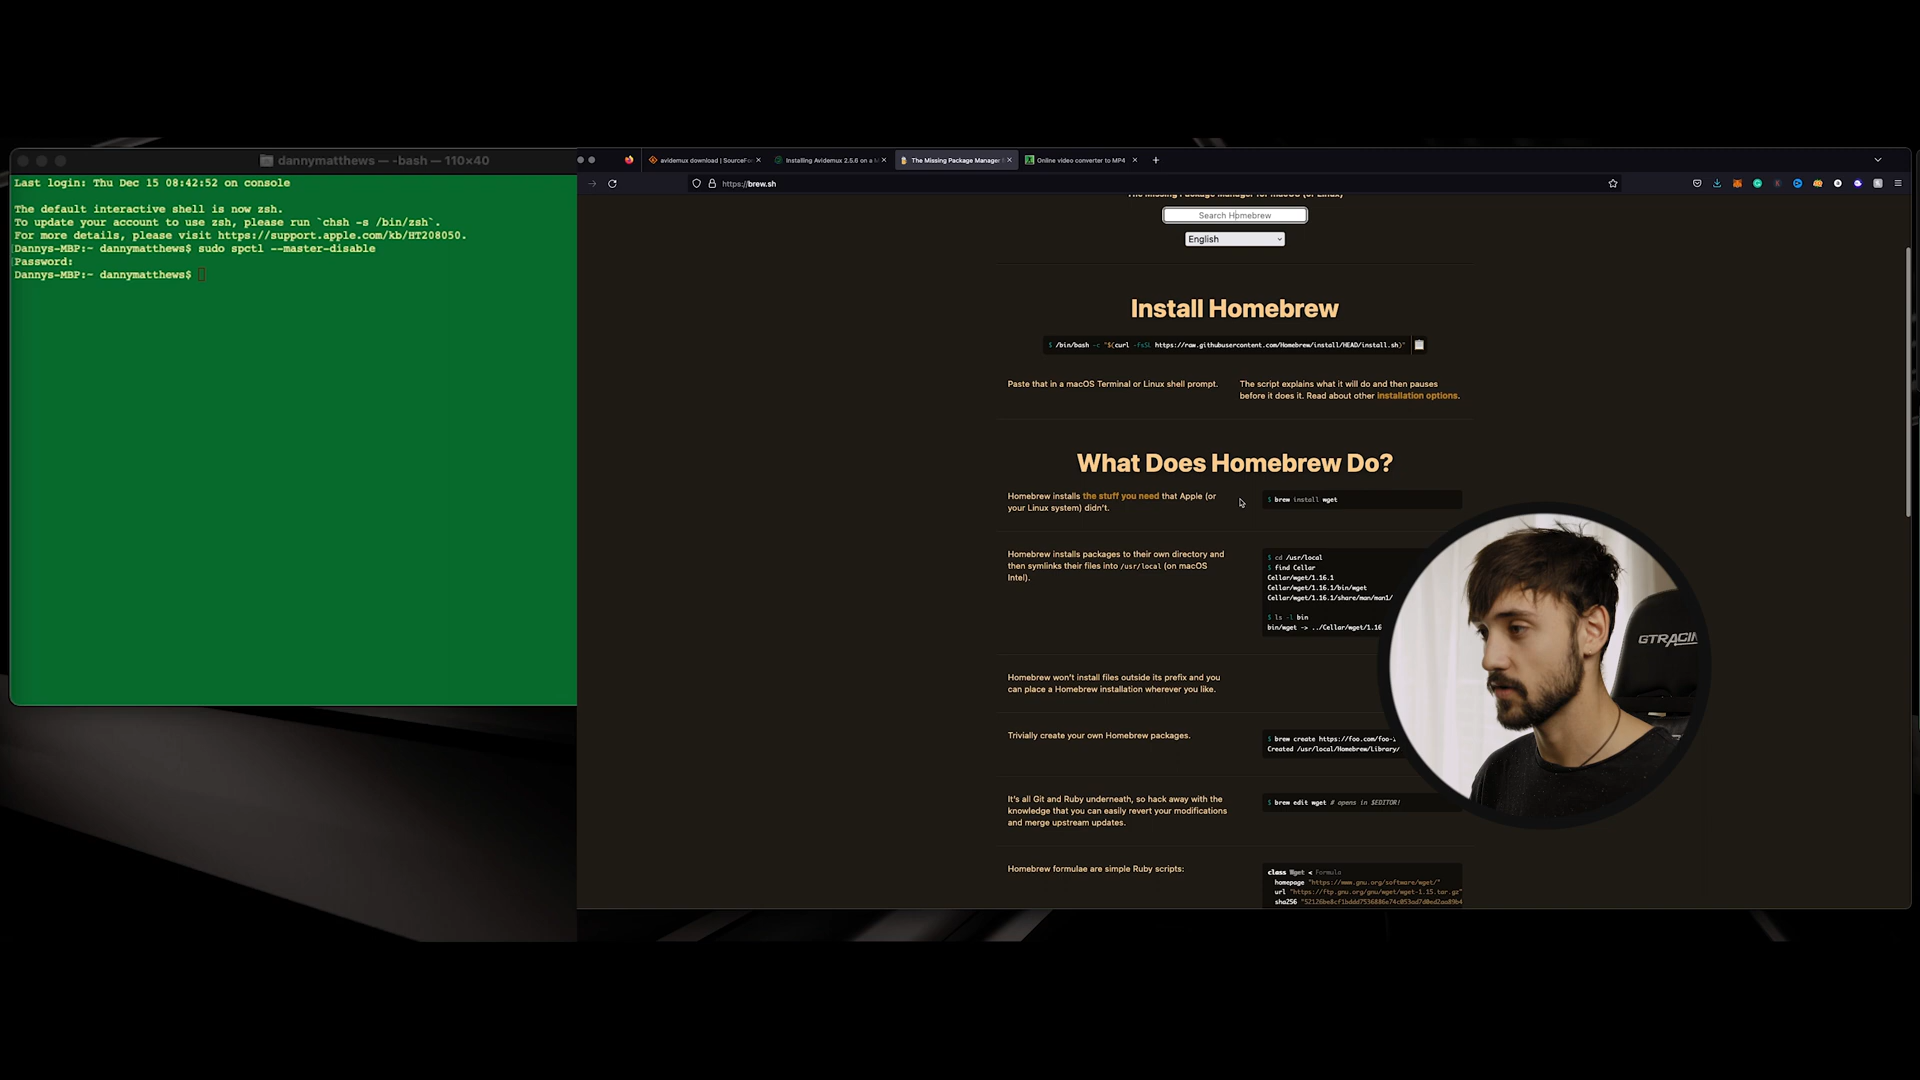 dannymatthews — -bash — 110×40
Last login: Thu Dec 15 08:42:52 on console
The default interactive shell is now zsh.
To update your account to use zsh, please run `chsh -s /bin/zsh`.
For more details, please visit https://support.apple.com/kb/HT208050.
Dannys-MBP:~ dannymatthews$ sudo spctl --master-disable
Password:
Dannys-MBP:~ dannymatthews$
avidemux download | SourceFor
Installing Avidemux 2.5.6 on a M
The Missing Package Manager
Online video converter to MP4
https://brew.sh
The Missing Package Manager for macOS (or Linux)
Search Homebrew
English
Install Homebrew
$ /bin/bash -c "$(curl -fsSL https://raw.githubusercontent.com/Homebrew/install/HEAD/install.sh)"
Paste that in a macOS Terminal or Linux shell prompt.
The script explains what it will do and then pauses
before it does it. Read about other installation options.
What Does Homebrew Do?
Homebrew installs the stuff you need that Apple (or
your Linux system) didn't.
$ brew install wget
Homebrew installs packages to their own directory and
then symlinks their files into /usr/local (on macOS
Intel).
$ cd /usr/local
$ find Cellar
Cellar/wget/1.16.1
Cellar/wget/1.16.1/bin/wget
Cellar/wget/1.16.1/share/man/man1/
$ ls -l bin
bin/wget -> ../Cellar/wget/1.16
Homebrew won't install files outside its prefix and you
can place a Homebrew installation wherever you like.
Trivially create your own Homebrew packages.
$ brew create https://foo.com/foo-1
Created /usr/local/Homebrew/Library/
It's all Git and Ruby underneath, so hack away with the
knowledge that you can easily revert your modifications
and merge upstream updates.
$ brew edit wget # opens in $EDITOR!
Homebrew formulae are simple Ruby scripts:
class Wget < Formula
homepage "https://www.gnu.org/software/wget/"
url "https://ftp.gnu.org/gnu/wget/wget-1.15.tar.gz"
sha256 "52126be8cf1bddd7536886e74c053ad7d0ed2aa89b4
GTRACIN